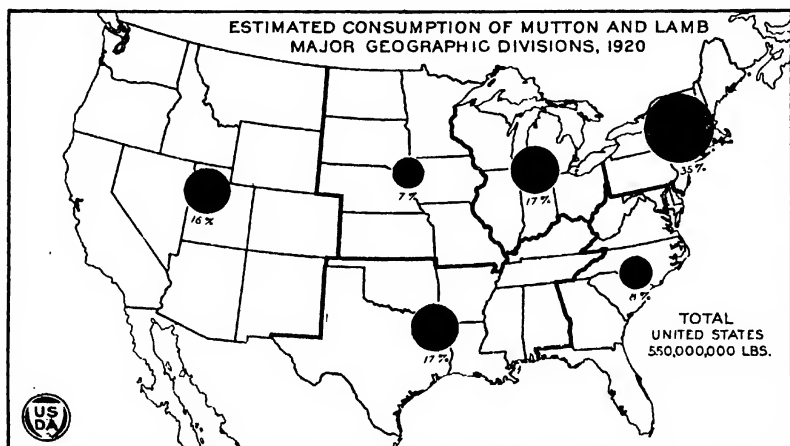 ESTIMATED CONSUMPTION OF MUTTON AND LAMB
MAJOR GEOGRAPHIC DIVISIONS, 1920
35%
7%
17%
16%
8%
17%
TOTAL
UNITED STATES
550,000,000 LBS.
US
DA